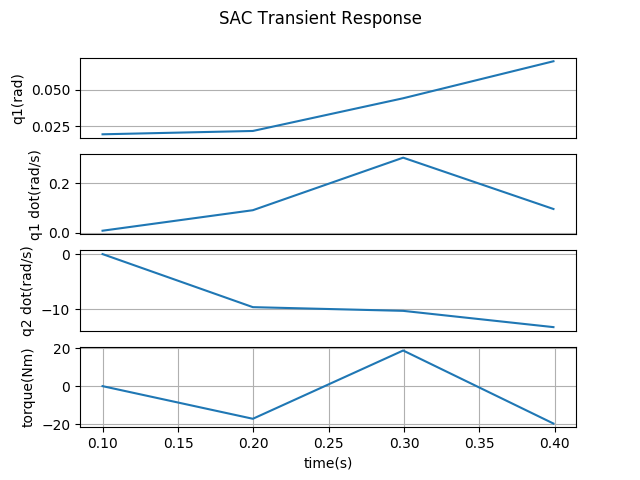 SAC Transient Response
q1(rad)
0.050
0.025
q1 dot(rad/s)
0.2
0.0
q2 dot(rad/s)
0
−10
torque(Nm)
20
0
−20
0.10 0.15 0.20 0.25 0.30 0.35 0.40
time(s)